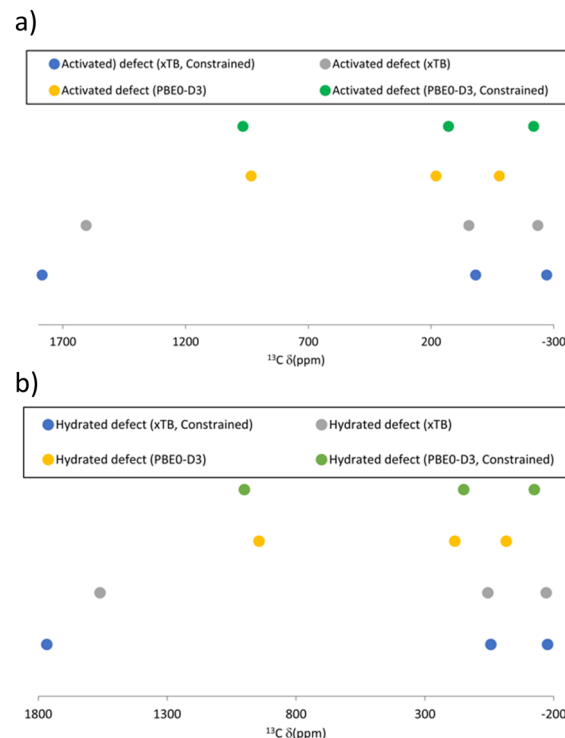 a)
Activated) defect (xTB, Constrained) Activated defect (xTB)
Activated defect (PBE0-D3) Activated defect (PBE0-D3, Constrained)
1700 1200 700 200 -300
¹³C δ(ppm)
b)
Hydrated defect (xTB, Constrained) Hydrated defect (xTB)
Hydrated defect (PBE0-D3) Hydrated defect (PBE0-D3, Constrained)
1800 1300 800 300 -200
¹³C δ(ppm)